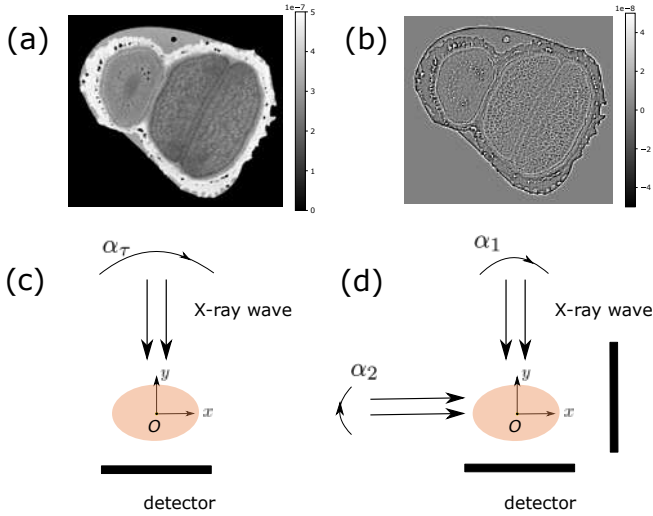 (a)
1e−7
5
4
3
2
1
0
(b)
1e−8
4
2
0
−2
−4
(c)
α_τ
X-ray wave
y
x
O
detector
(d)
α₁
X-ray wave
α₂
y
x
O
detector